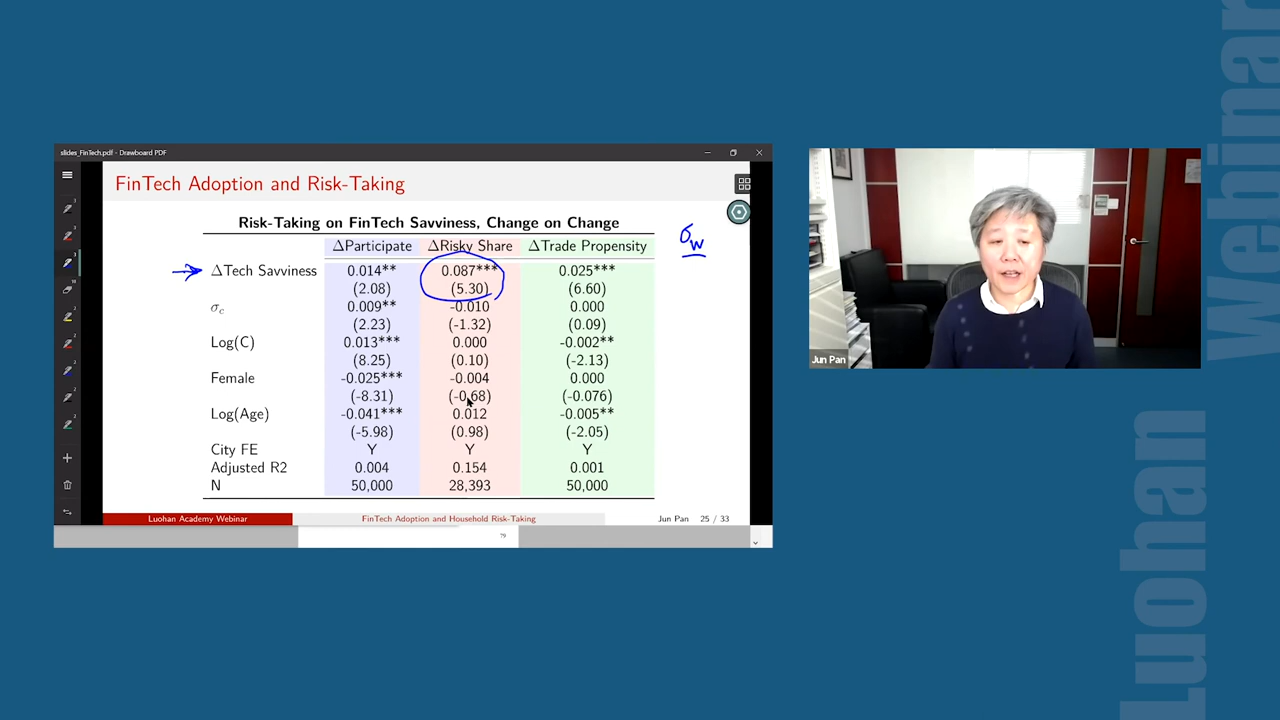 slides_FinTech.pdf - Drawboard PDF
FinTech Adoption and Risk-Taking
Risk-Taking on FinTech Savviness, Change on Change
ΔParticipate ΔRisky Share ΔTrade Propensity
ΔTech Savviness 0.014** 0.087*** 0.025***
(2.08) (5.30) (6.60)
σc 0.009** -0.010 0.000
(2.23) (-1.32) (0.09)
Log(C) 0.013*** 0.000 -0.002**
(8.25) (0.10) (-2.13)
Female -0.025*** -0.004 0.000
(-8.31) (-0.68) (-0.076)
Log(Age) -0.041*** 0.012 -0.005**
(-5.98) (0.98) (-2.05)
City FE Y Y Y
Adjusted R2 0.004 0.154 0.001
N 50,000 28,393 50,000
σw
Luohan Academy Webinar FinTech Adoption and Household Risk-Taking Jun Pan 25 / 33
79
Jun Pan
Luohan Webinar